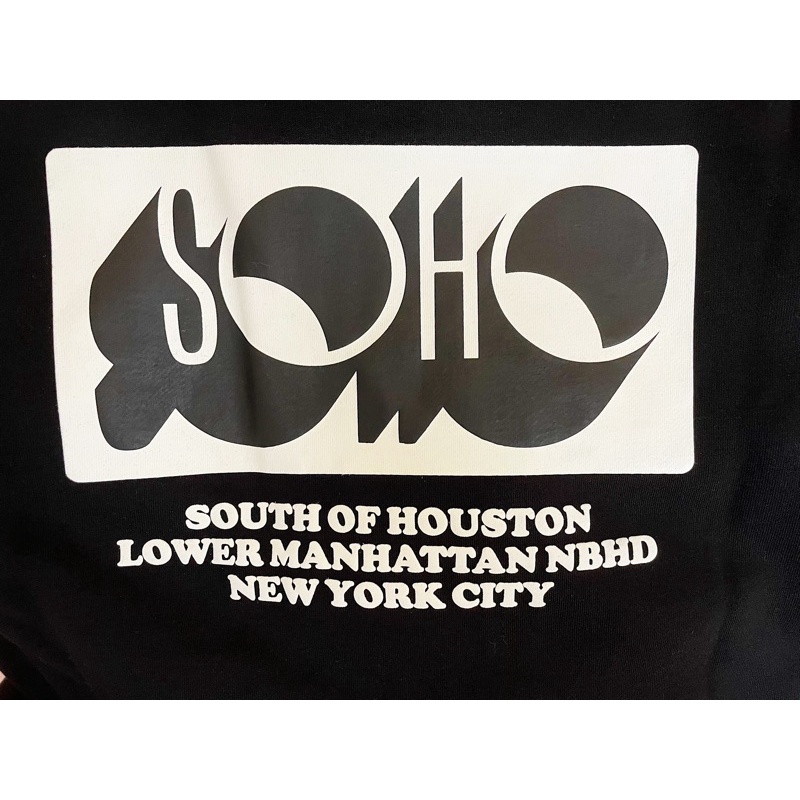 SOHO
SOUTH OF HOUSTON
LOWER MANHATTAN NBHD
NEW YORK CITY